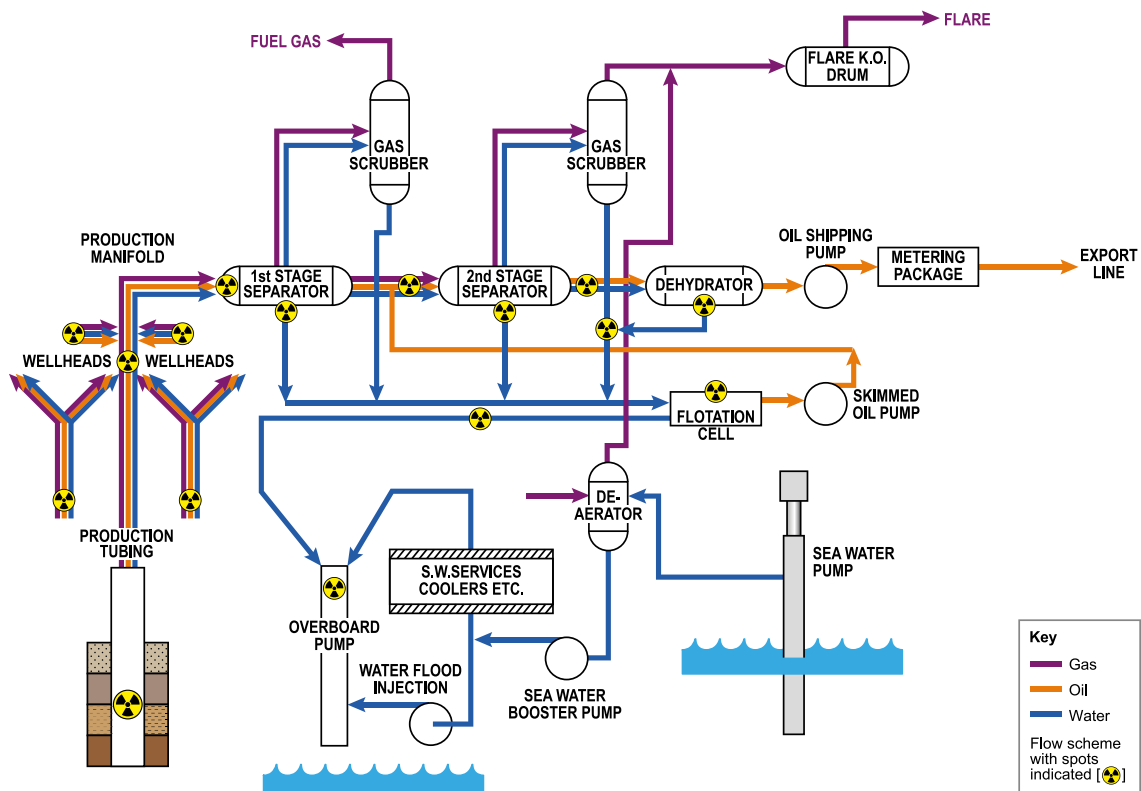 FUEL GAS
FLARE
FLARE K.O.
DRUM
GAS
SCRUBBER
GAS
SCRUBBER
PRODUCTION
MANIFOLD
1st STAGE
SEPARATOR
2nd STAGE
SEPARATOR
DEHYDRATOR
OIL SHIPPING
PUMP
METERING
PACKAGE
EXPORT
LINE
WELLHEADS
WELLHEADS
FLOTATION
CELL
SKIMMED
OIL PUMP
PRODUCTION
TUBING
DE-
AERATOR
SEA WATER
PUMP
S.W.SERVICES
COOLERS ETC.
OVERBOARD
PUMP
WATER FLOOD
INJECTION
SEA WATER
BOOSTER PUMP
Key
Gas
Oil
Water
Flow scheme
with spots
indicated [ ]